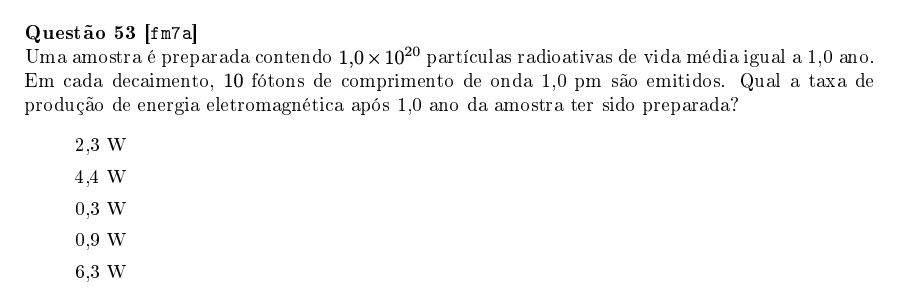 Questão 53 [fm7a]
Uma amostra é preparada contendo 1,0 × 10²⁰ partículas radioativas de vida média igual a 1,0 ano.
Em cada decaimento, 10 fótons de comprimento de onda 1,0 pm são emitidos. Qual a taxa de
produção de energia eletromagnética após 1,0 ano da amostra ter sido preparada?
2,3 W
4,4 W
0,3 W
0,9 W
6,3 W